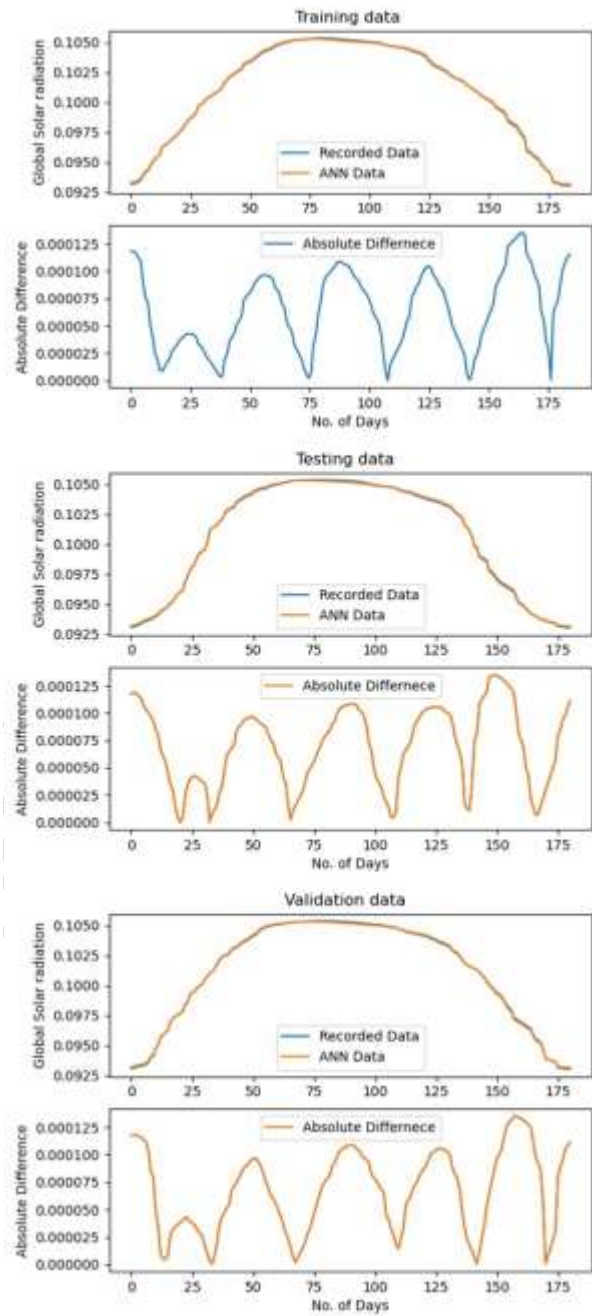 Training data
Global Solar radiation
0.1050
0.1025
0.1000
0.0975
0.0950
0.0925
Recorded Data
ANN Data
0 25 50 75 100 125 150 175
Absolute Difference
0.000125
0.000100
0.000075
0.000050
0.000025
0.000000
Absolute Differnece
0 25 50 75 100 125 150 175
No. of Days
Testing data
Global Solar radiation
0.1050
0.1025
0.1000
0.0975
0.0950
0.0925
Recorded Data
ANN Data
0 25 50 75 100 125 150 175
Absolute Difference
0.000125
0.000100
0.000075
0.000050
0.000025
0.000000
Absolute Differnece
0 25 50 75 100 125 150 175
No. of Days
Validation data
Global Solar radiation
0.1050
0.1025
0.1000
0.0975
0.0950
0.0925
Recorded Data
ANN Data
0 25 50 75 100 125 150 175
Absolute Difference
0.000125
0.000100
0.000075
0.000050
0.000025
0.000000
Absolute Differnece
0 25 50 75 100 125 150 175
No. of Days